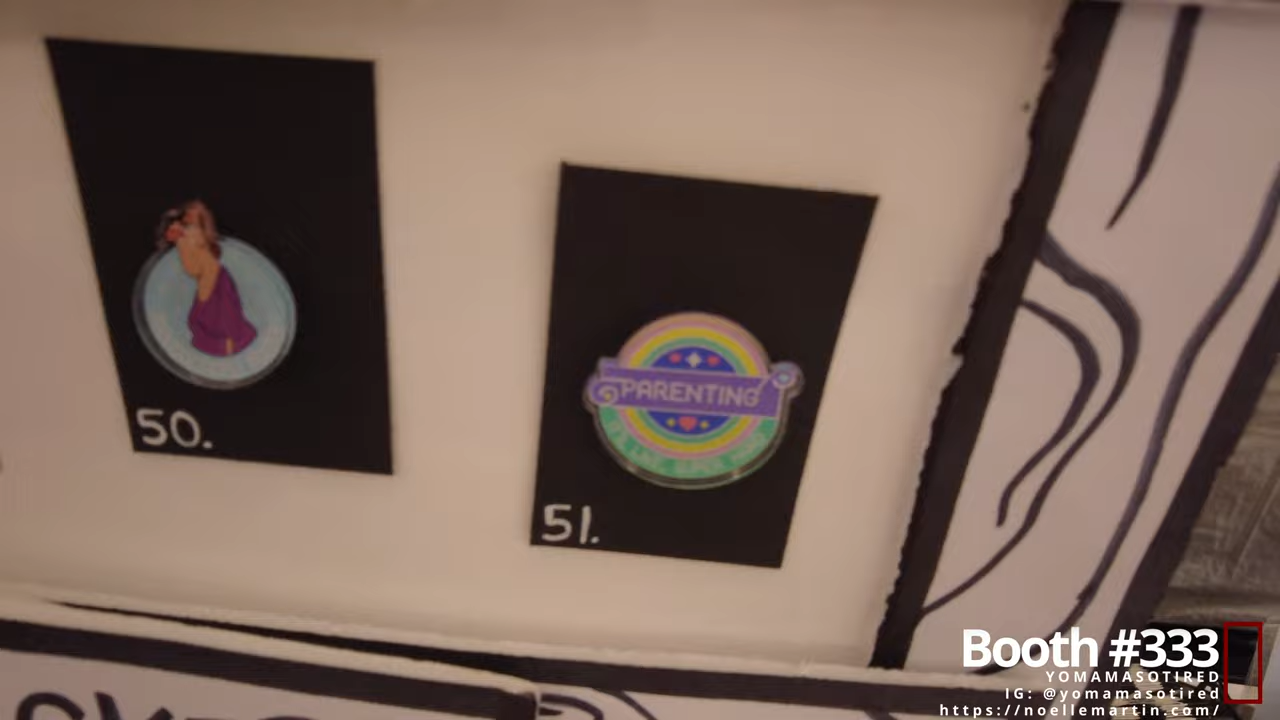 50.
PARENTING
51.
Booth #333
YOMAMASOTIRED
IG: @yomamasotired
https://noellemartin.com/